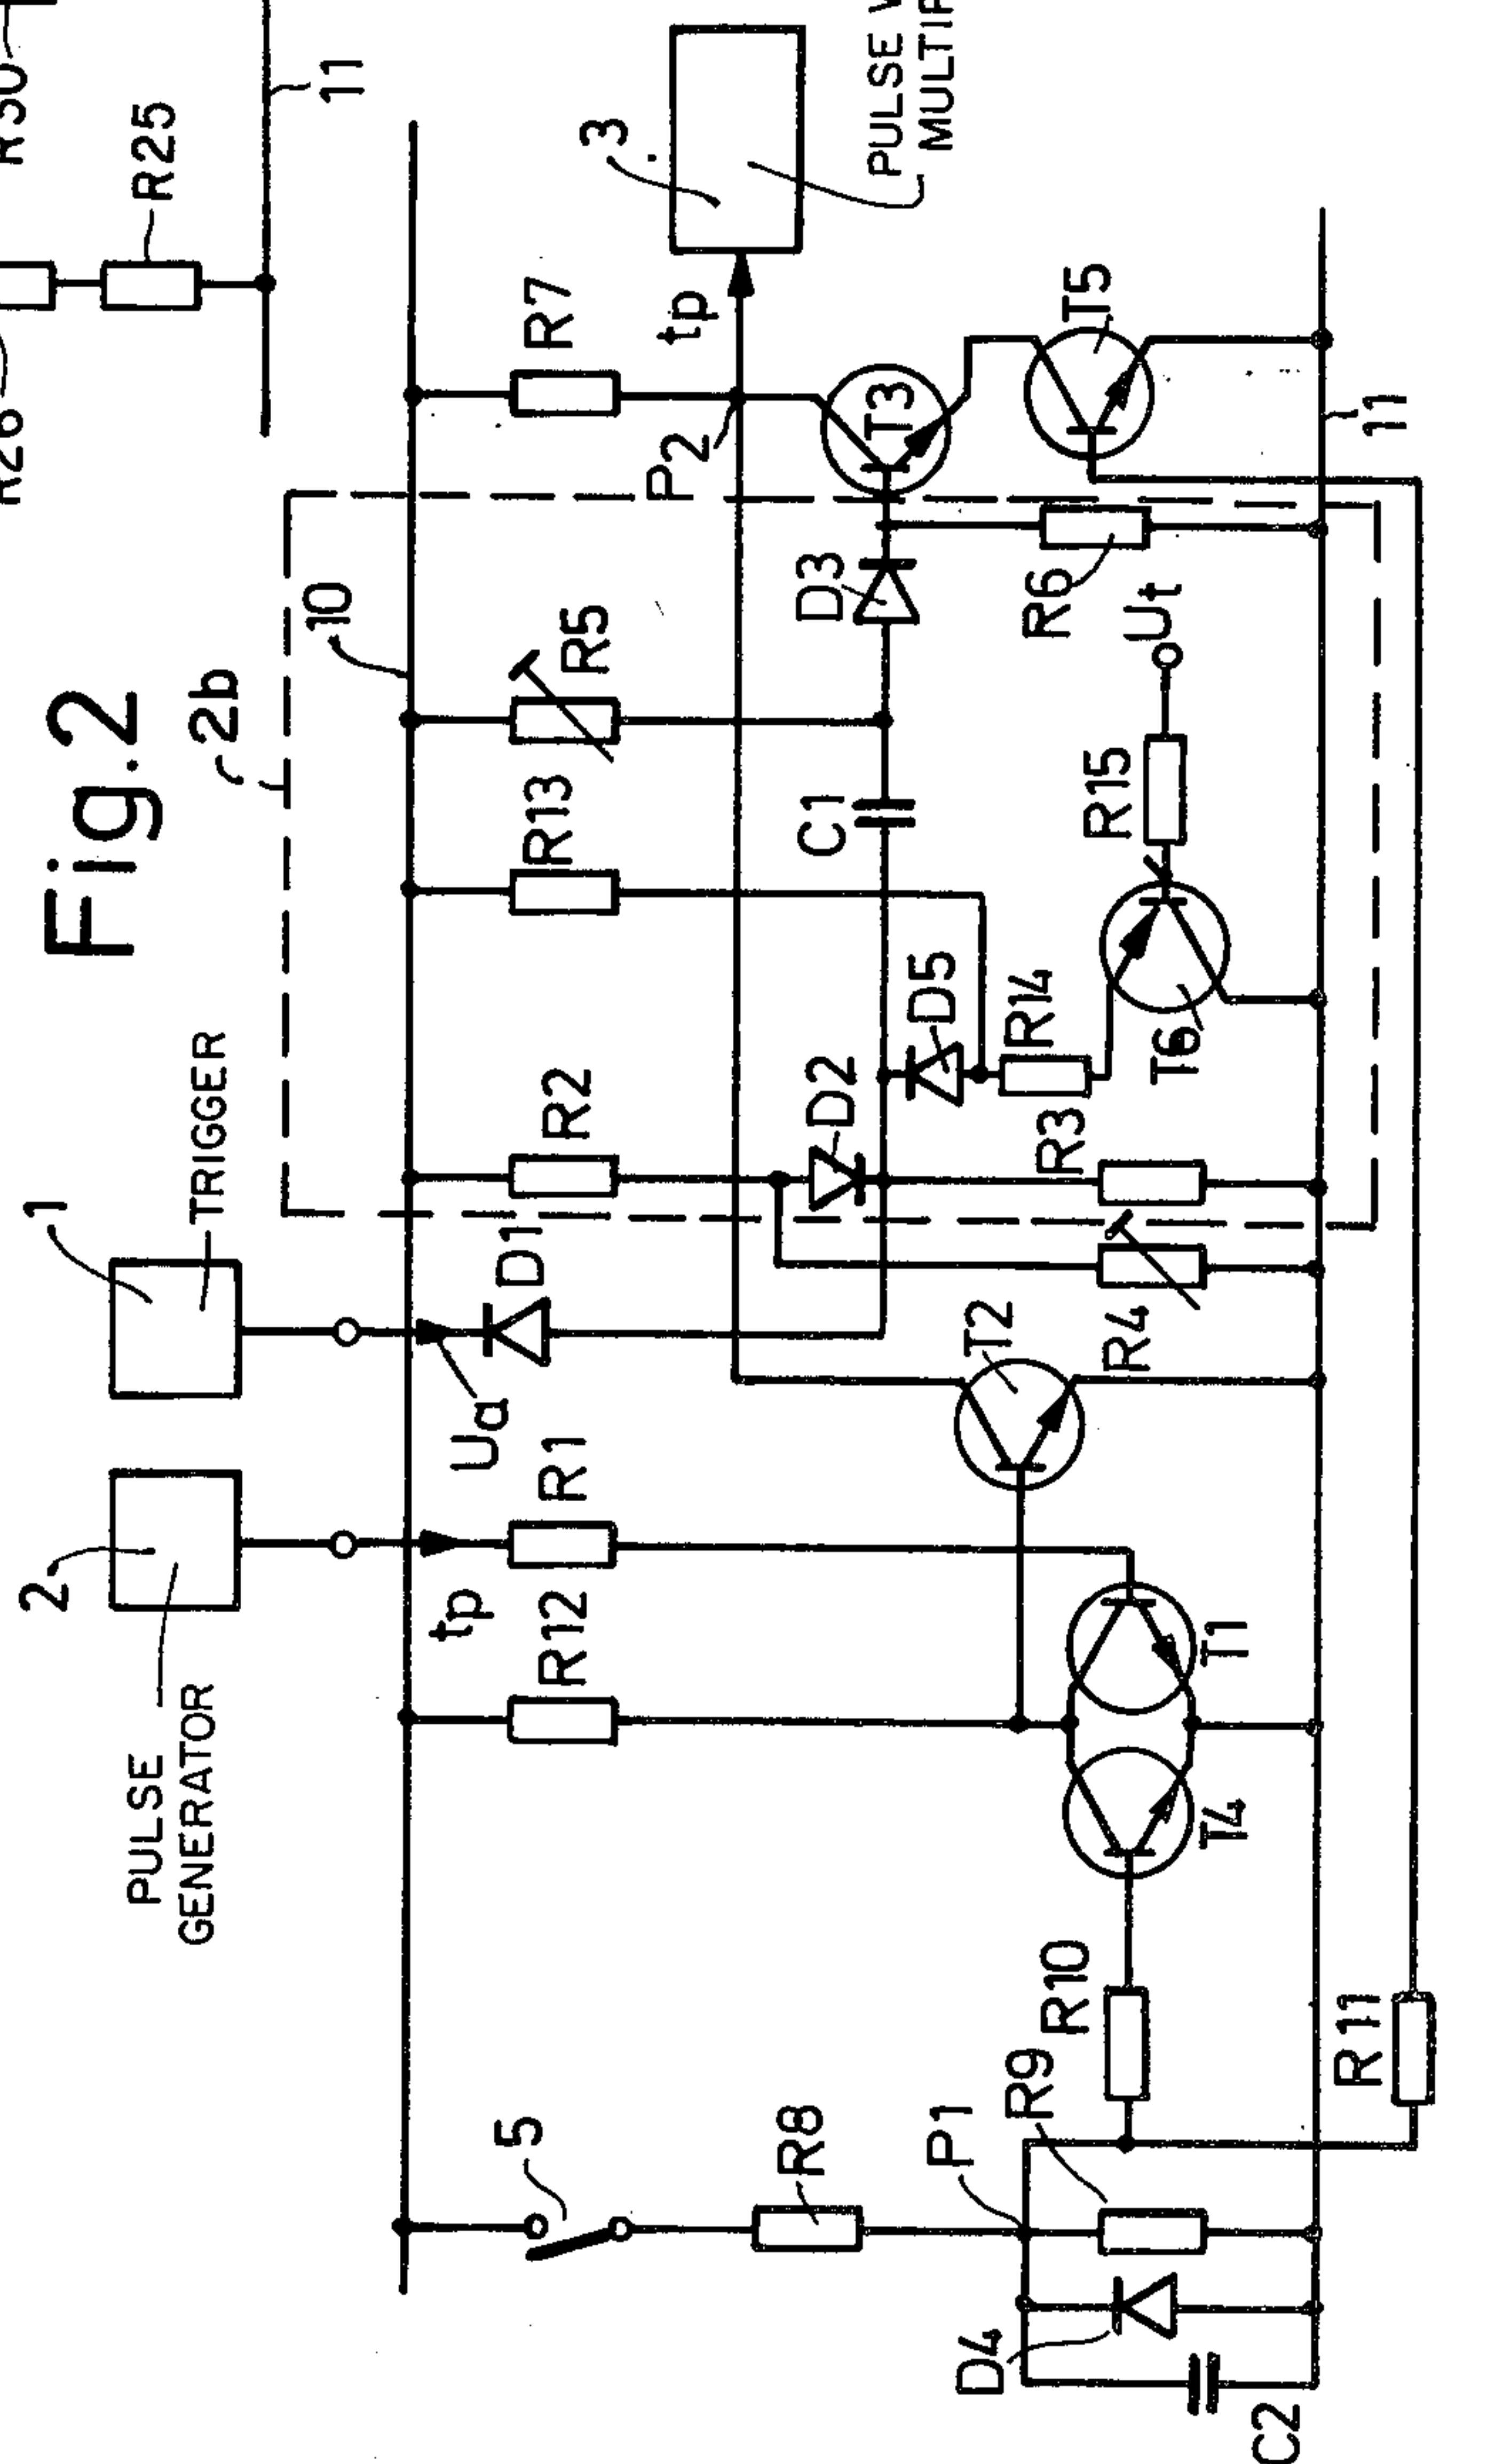 Fig.2
R30
R25
R26
11
1
TRIGGER
2
PULSE
GENERATOR
2b
10
3
PULSE
MULTI
Ua
tp
tp
5
R12
R1
D1
R2
R13
R5
R7
P2
R8
T2
D2
C1
D3
T3
P1
R9
R10
R4
R3
D5
R14
R15
R6
Ut
T5
D4
C2
T4
T1
T6
R11
11